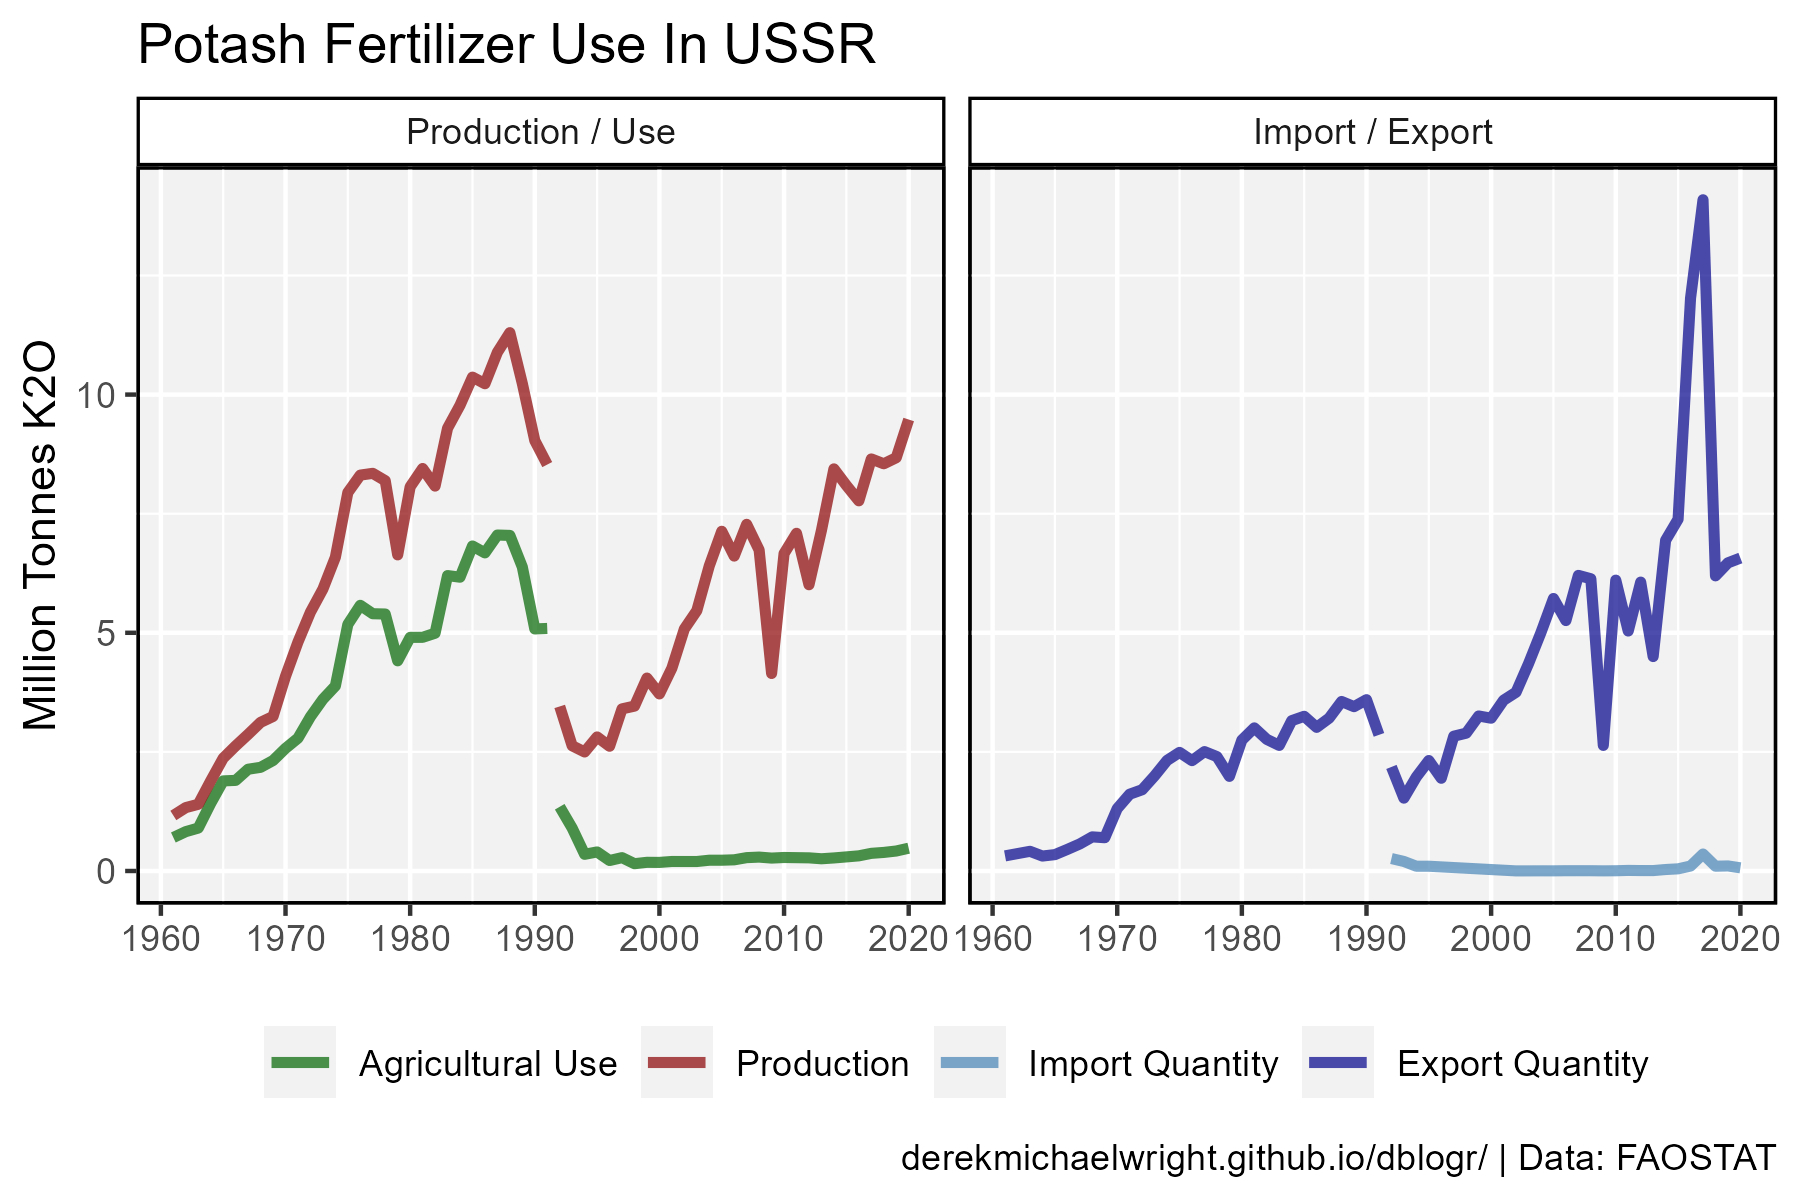 Potash Fertilizer Use In USSR
Production / Use
Import / Export
Million Tonnes K2O
10
5
0
1960 1970 1980 1990 2000 2010 2020
1960 1970 1980 1990 2000 2010 2020
Agricultural Use Production Import Quantity Export Quantity
derekmichaelwright.github.io/dblogr/ | Data: FAOSTAT